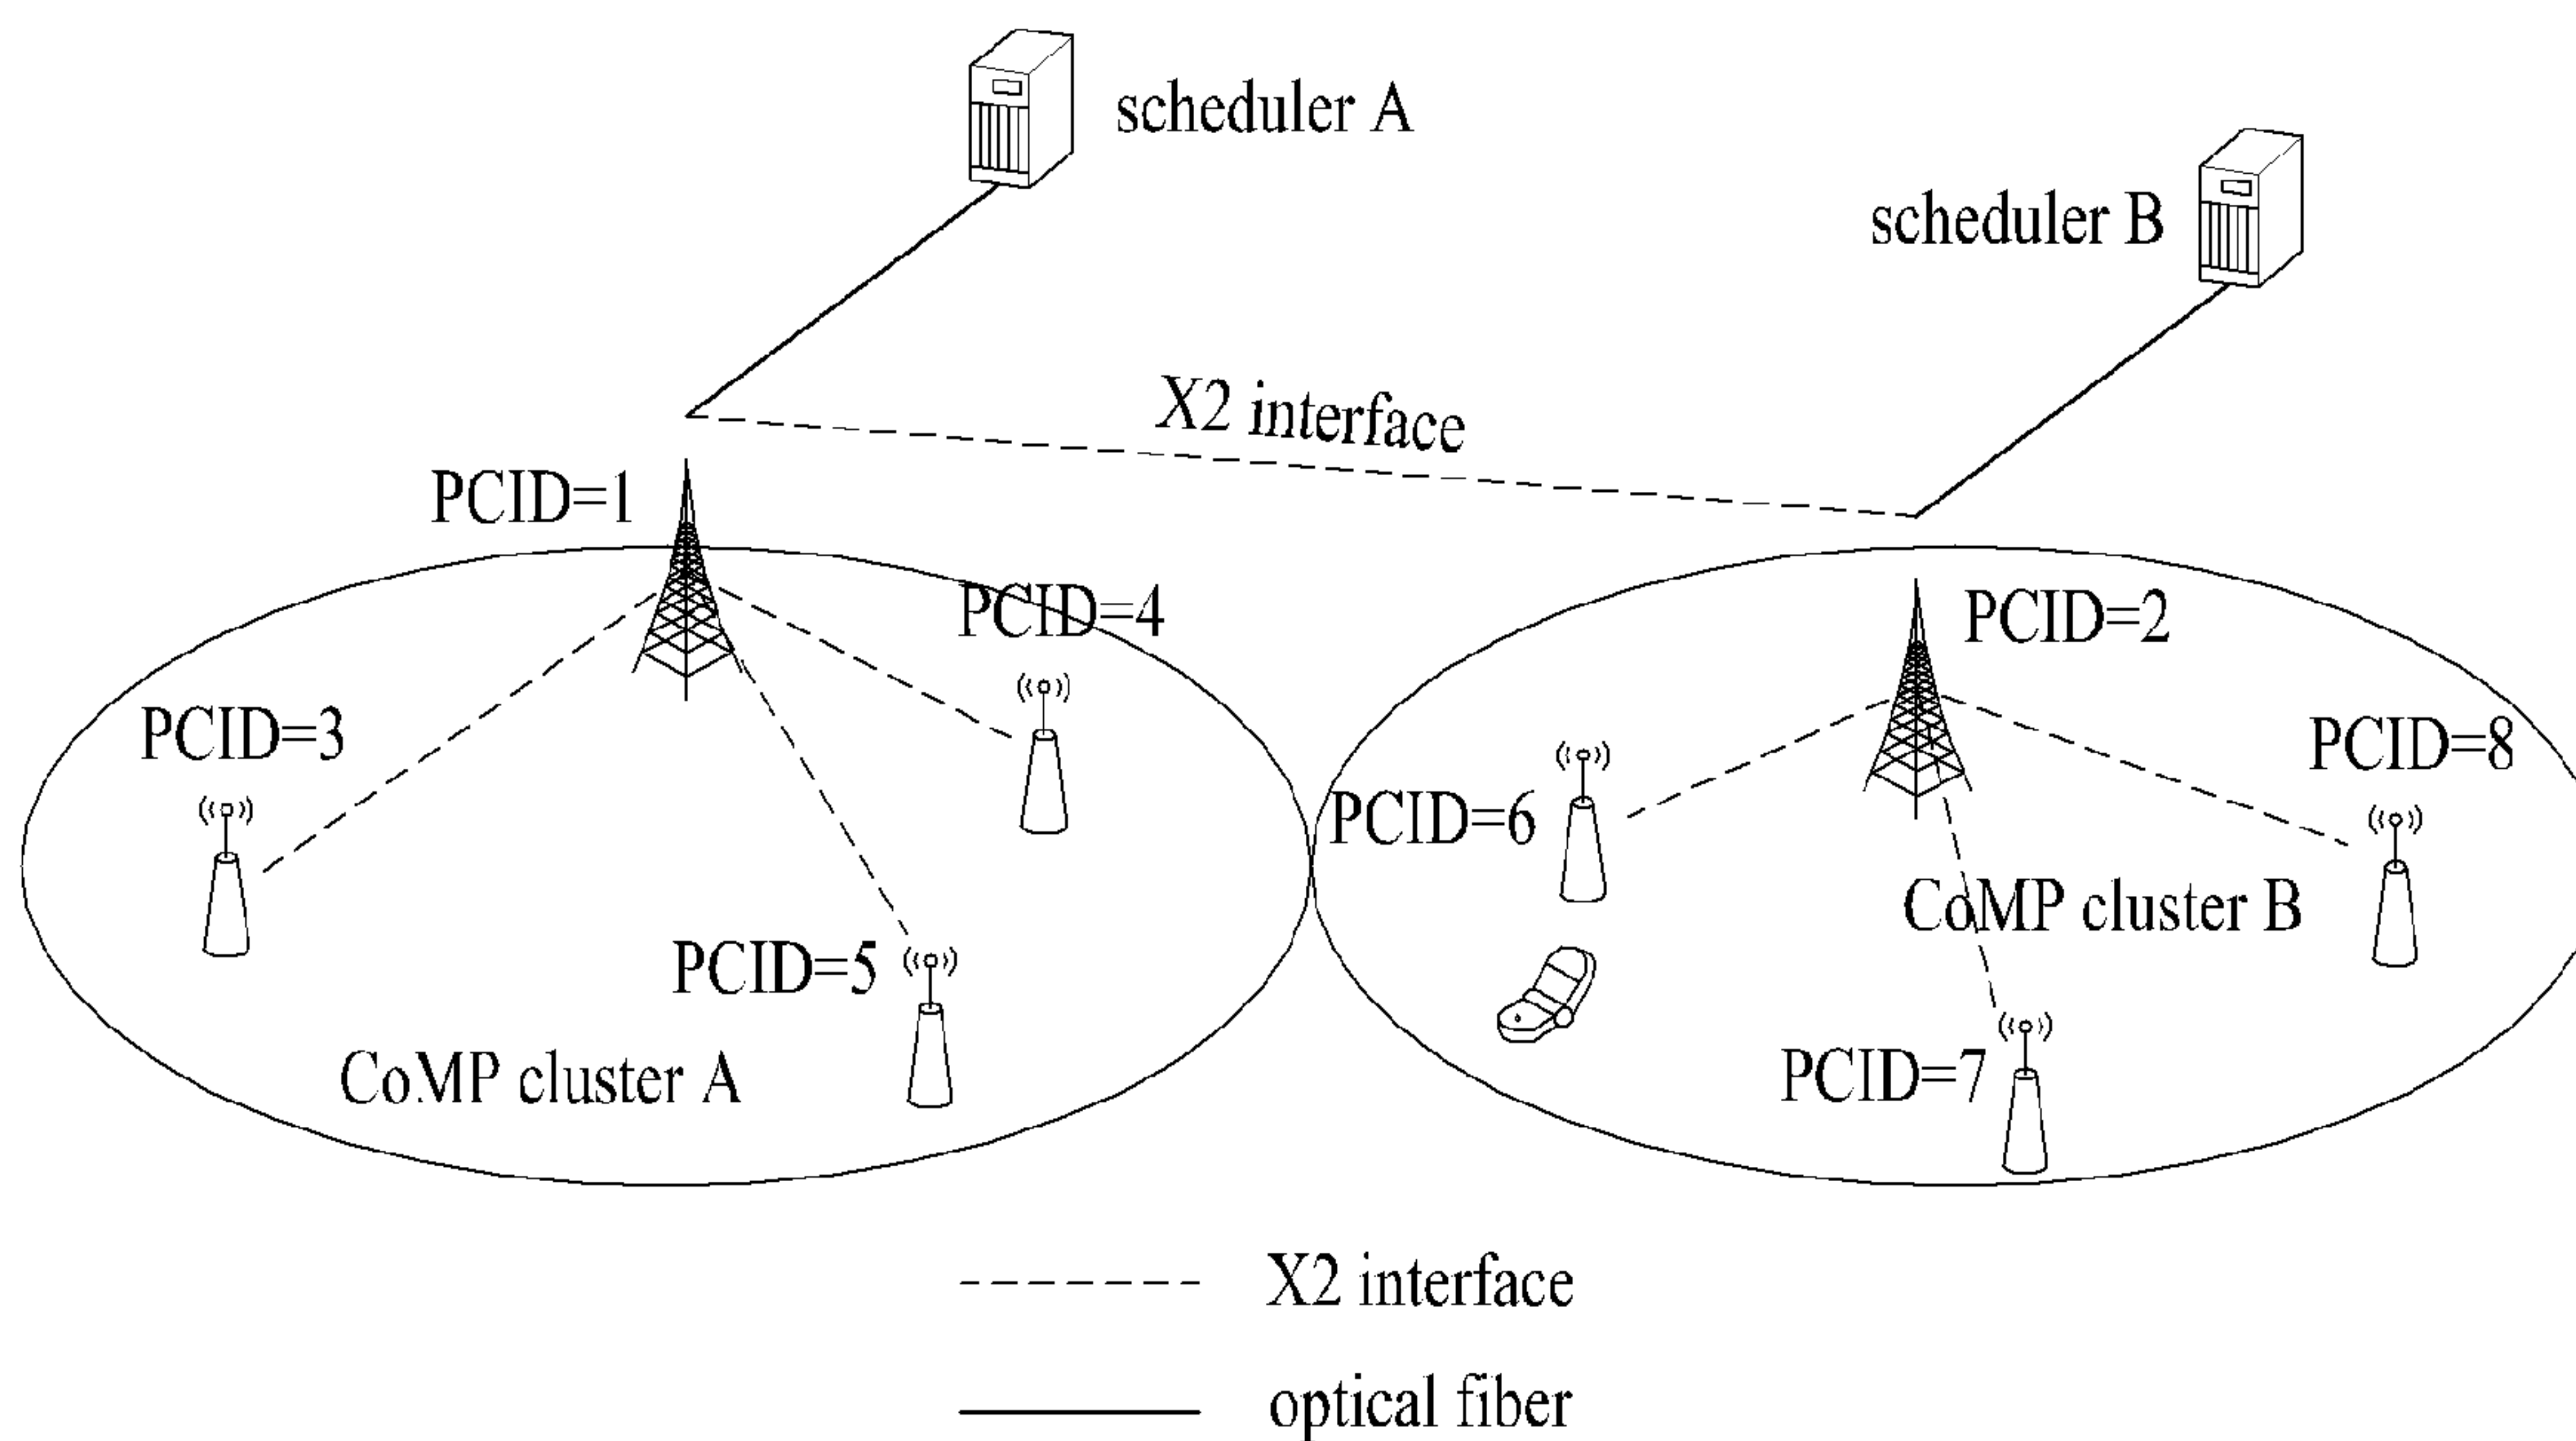 scheduler A
scheduler B
X2 interface
PCID=1
PCID=4
PCID=2
PCID=3
PCID=8
PCID=6
CoMP cluster B
PCID=5
PCID=7
CoMP cluster A
X2 interface
optical fiber